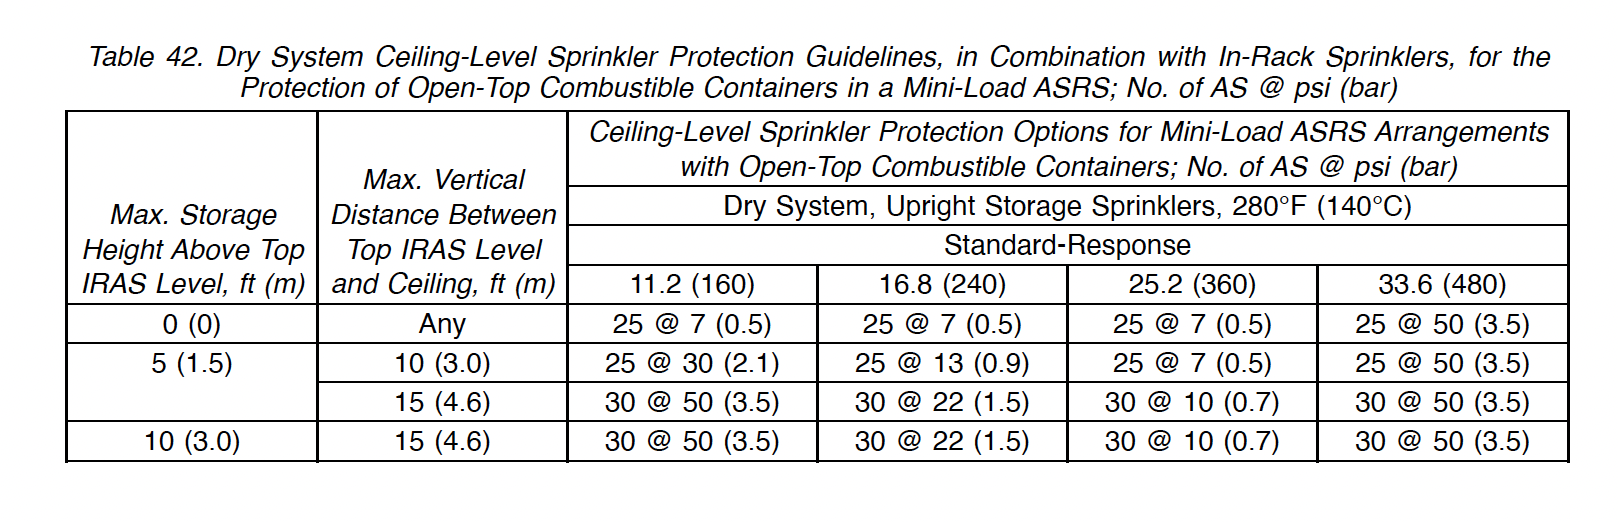 Table 42. Dry System Ceiling-Level Sprinkler Protection Guidelines, in Combination with In-Rack Sprinklers, for the
Protection of Open-Top Combustible Containers in a Mini-Load ASRS; No. of AS @ psi (bar)
Max. Storage
Height Above Top
IRAS Level, ft (m)
Max. Vertical
Distance Between
Top IRAS Level
and Ceiling, ft (m)
Ceiling-Level Sprinkler Protection Options for Mini-Load ASRS Arrangements
with Open-Top Combustible Containers; No. of AS @ psi (bar)
Dry System, Upright Storage Sprinklers, 280°F (140°C)
Standard-Response
11.2 (160) 16.8 (240) 25.2 (360) 33.6 (480)
0 (0) Any 25 @ 7 (0.5) 25 @ 7 (0.5) 25 @ 7 (0.5) 25 @ 50 (3.5)
5 (1.5) 10 (3.0) 25 @ 30 (2.1) 25 @ 13 (0.9) 25 @ 7 (0.5) 25 @ 50 (3.5)
15 (4.6) 30 @ 50 (3.5) 30 @ 22 (1.5) 30 @ 10 (0.7) 30 @ 50 (3.5)
10 (3.0) 15 (4.6) 30 @ 50 (3.5) 30 @ 22 (1.5) 30 @ 10 (0.7) 30 @ 50 (3.5)